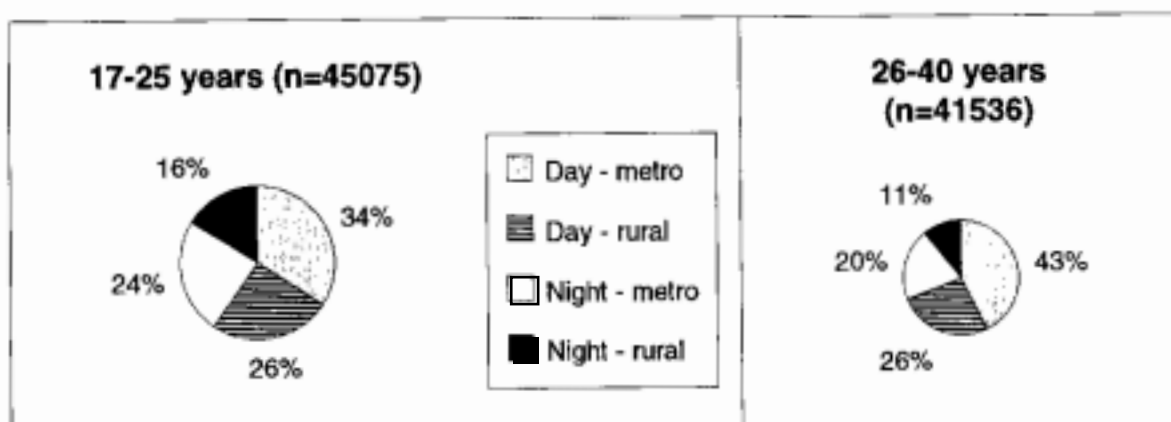 17-25 years (n=45075)
16%
34%
24%
26%
Day - metro
Day - rural
Night - metro
Night - rural
26-40 years
(n=41536)
11%
20%
43%
26%